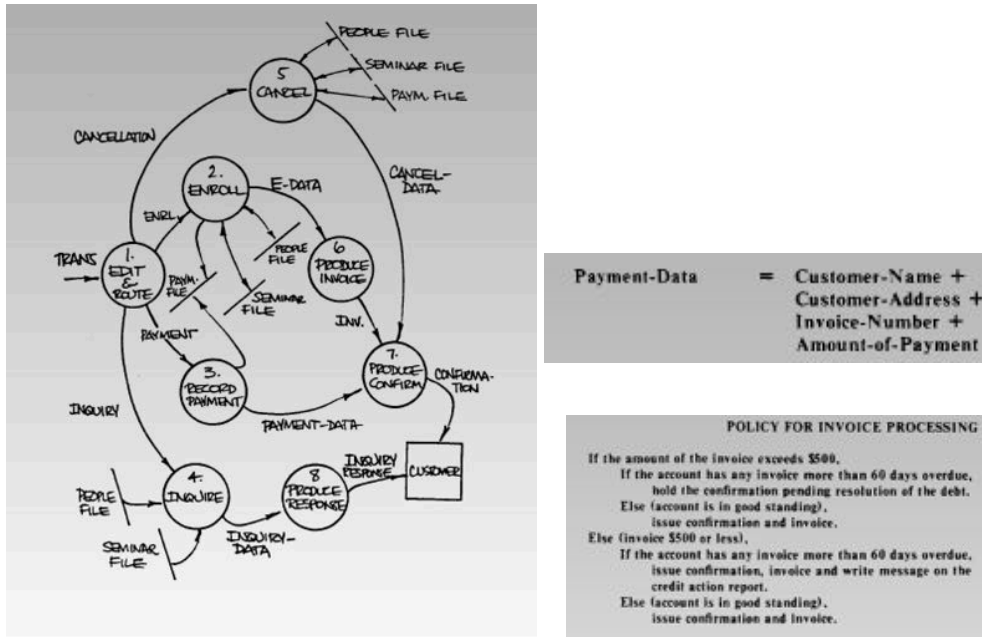 PEOPLE FILE
SEMINAR FILE
PAYM. FILE
5
CANCEL
CANCELLATION
CANCEL-
DATA
2.
ENROLL
E-DATA
ENRL.
PEOPLE
FILE
6
PRODUCE
INVOICE
TRANS
1.
EDIT
&
ROUTE
PAYM.
FILE
SEMINAR
FILE
INV.
PAYMENT
3.
RECORD
PAYMENT
7.
PRODUCE
CONFIRM
CONFIRMA-
TION
PAYMENT-DATA
INQUIRY
INQUIRY
RESPONSE
CUSTOMER
PEOPLE
FILE
4.
INQUIRE
8
PRODUCE
RESPONSE
INQUIRY-
DATA
SEMINAR
FILE
Payment-Data = Customer-Name +
Customer-Address +
Invoice-Number +
Amount-of-Payment
POLICY FOR INVOICE PROCESSING
If the amount of the invoice exceeds $500,
If the account has any invoice more than 60 days overdue,
hold the confirmation pending resolution of the debt.
Else (account is in good standing),
issue confirmation and invoice.
Else (invoice $500 or less),
If the account has any invoice more than 60 days overdue,
issue confirmation, invoice and write message on the
credit action report.
Else (account is in good standing),
issue confirmation and invoice.